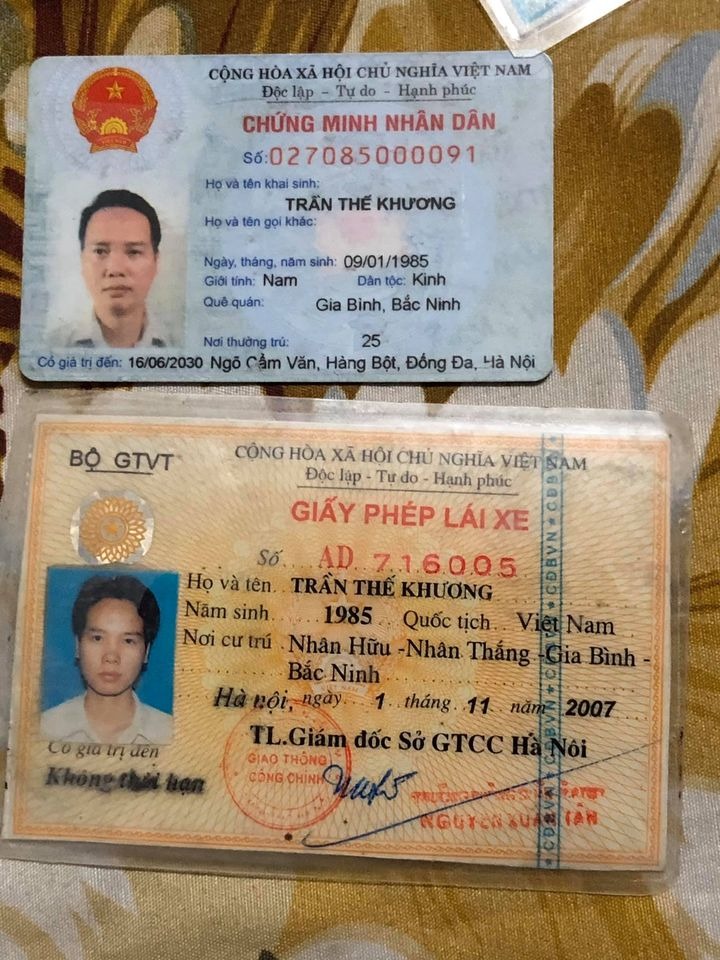 CỘNG HÒA XÃ HỘI CHỦ NGHĨA VIỆT NAM
Độc lập - Tự do - Hạnh phúc
CHỨNG MINH NHÂN DÂN
Số: 027085000091
Họ và tên khai sinh:
TRẦN THẾ KHƯƠNG
Họ và tên gọi khác:
Ngày, tháng, năm sinh: 09/01/1985
Giới tính: Nam Dân tộc: Kinh
Quê quán: Gia Bình, Bắc Ninh
Nơi thường trú: 25
Có giá trị đến: 16/06/2030 Ngõ Cẩm Văn, Hàng Bột, Đống Đa, Hà Nội
BỘ GTVT
CỘNG HÒA XÃ HỘI CHỦ NGHĨA VIỆT NAM
Độc lập - Tự do - Hạnh phúc
GIẤY PHÉP LÁI XE
Số AD 716005
Họ và tên TRẦN THẾ KHƯƠNG
Năm sinh 1985 Quốc tịch Việt Nam
Nơi cư trú Nhân Hữu -Nhân Thắng -Gia Bình -
Bắc Ninh
Hà nội, ngày 1 tháng 11 năm 2007
TL.Giám đốc Sở GTCC Hà Nôi
Có giá trị đến
Không thời hạn
GIAO THÔNG
CÔNG CHÍNH
NGUYỄN XUÂN TÂN
CĐBVN